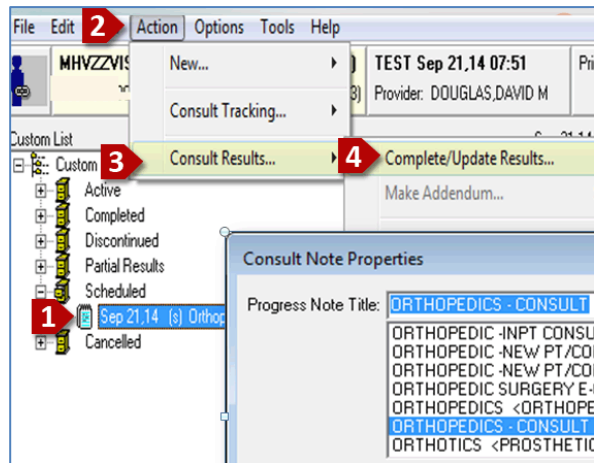 File Edit 2 Action Options Tools Help
MHVZZVIS
TEST Sep 21,14 07:51
Provider: DOUGLAS,DAVID M
New...
Consult Tracking...
3 Consult Results...
4 Complete/Update Results...
Make Addendum...
Custom List
Custom
Active
Completed
Discontinued
Partial Results
Scheduled
1 Sep 21,14 (s) Orthop
Cancelled
Consult Note Properties
Progress Note Title: ORTHOPEDICS - CONSULT
ORTHOPEDIC -INPT CONSU
ORTHOPEDIC -NEW PT/CO
ORTHOPEDIC -NEW PT/CO
ORTHOPEDIC SURGERY E-
ORTHOPEDICS <ORTHOPE
ORTHOPEDICS - CONSULT
ORTHOTICS <PROSTHETIC